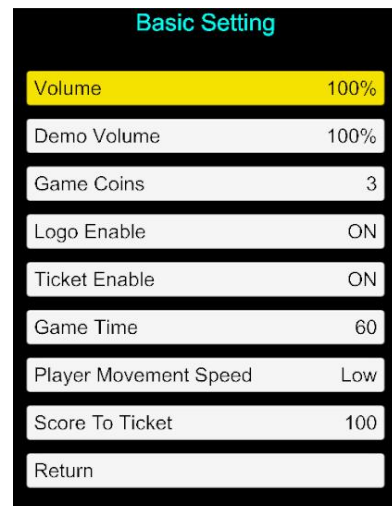 Basic Setting
Volume 100%
Demo Volume 100%
Game Coins 3
Logo Enable ON
Ticket Enable ON
Game Time 60
Player Movement Speed Low
Score To Ticket 100
Return